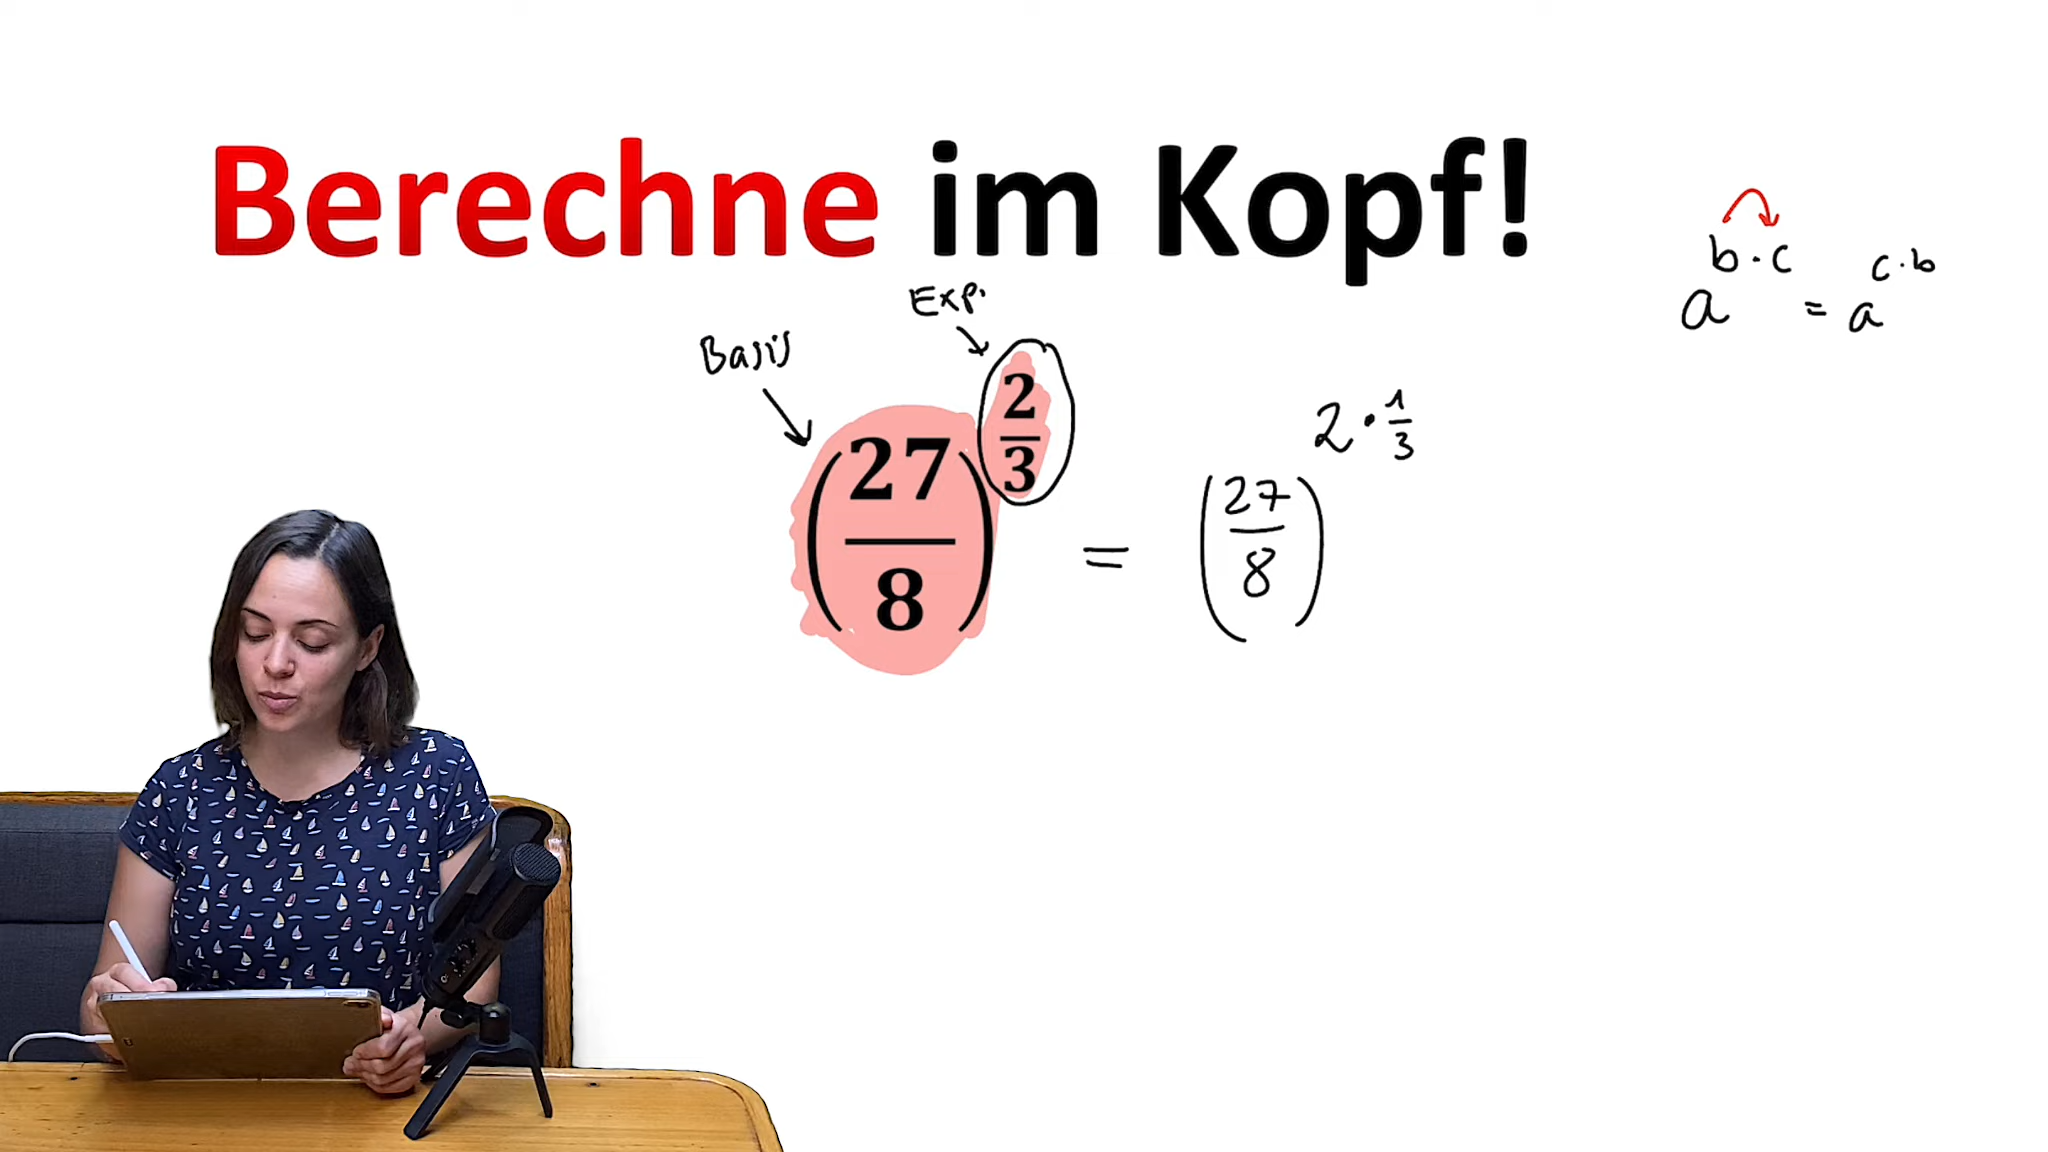 Berechne im Kopf!
a^{b·c} = a^{c·b}
Exp.
Basis
(27/8)^{2/3} = (27/8)^{2·1/3}